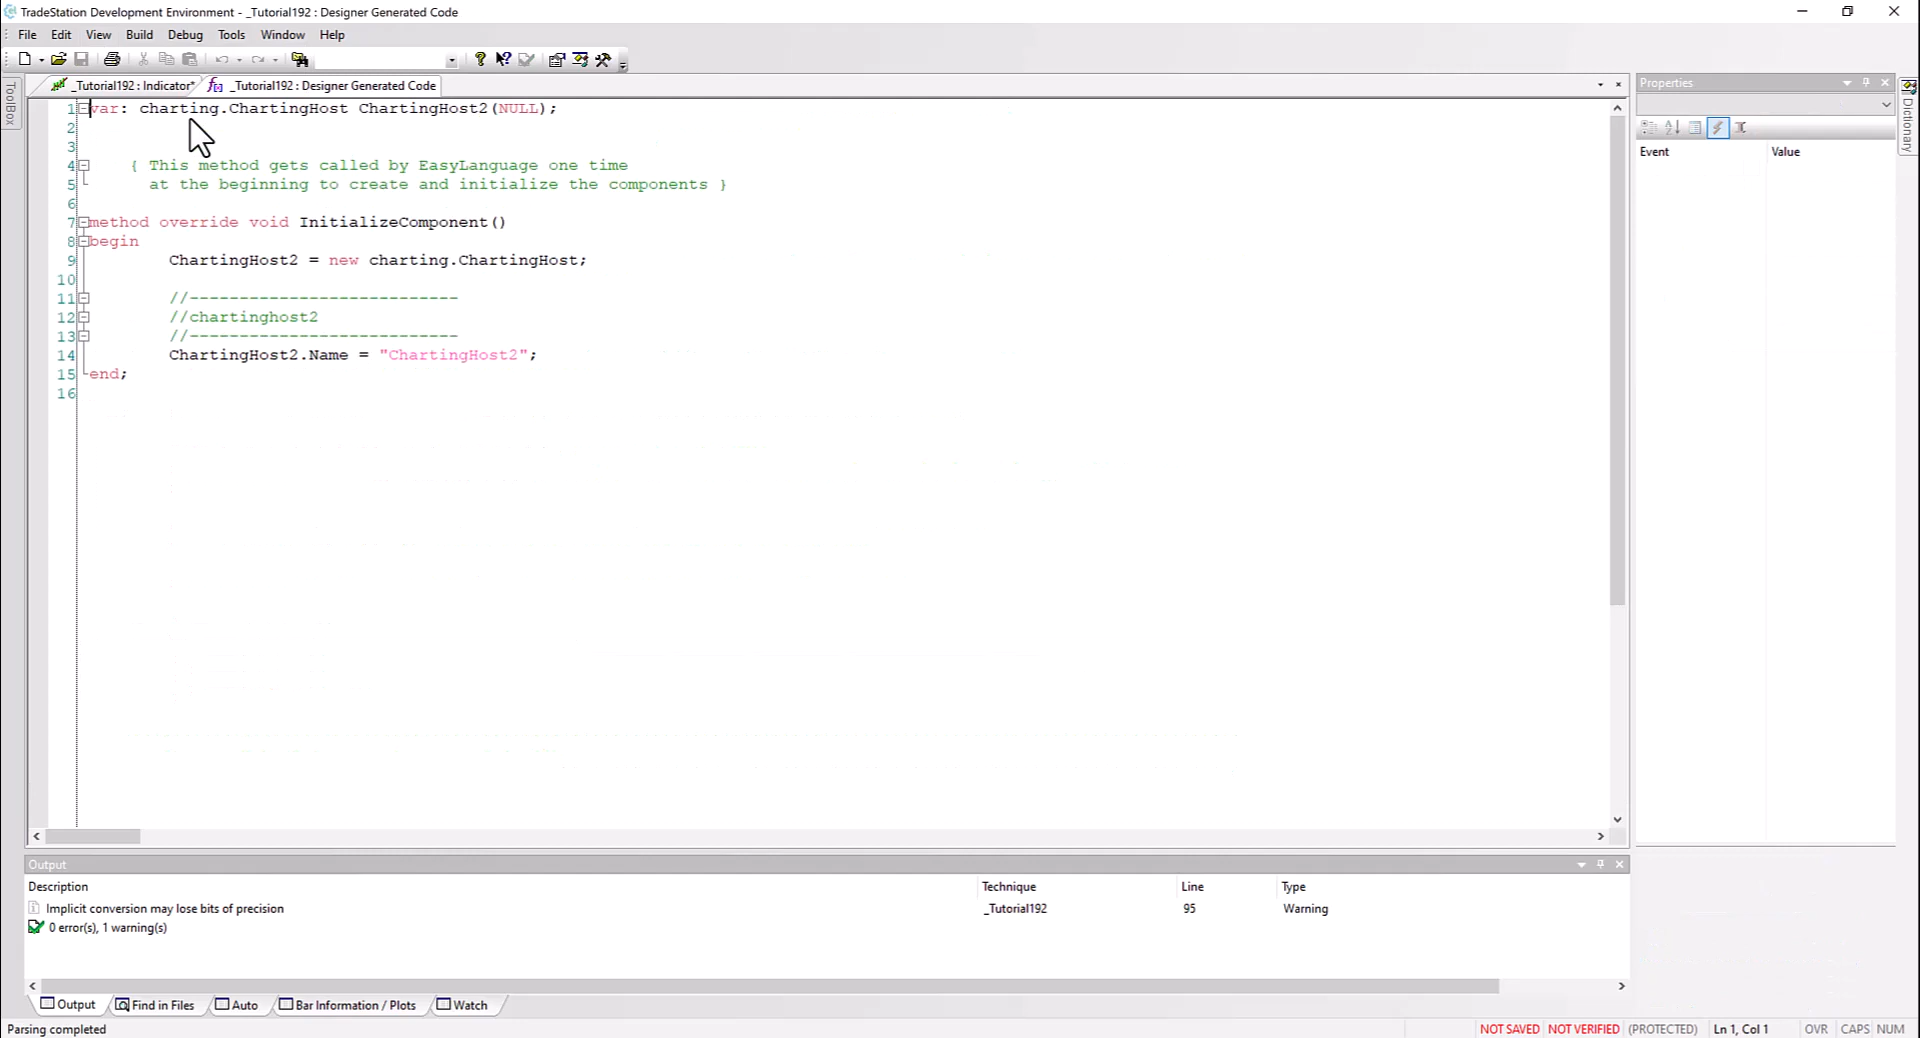 TradeStation Development Environment - _Tutorial192 : Designer Generated Code
File Edit View Build Debug Tools Window Help
ToolBox
_Tutorial192 : Indicator* _Tutorial192 : Designer Generated Code
1 var: charting.ChartingHost ChartingHost2(NULL);
2
3
4 { This method gets called by EasyLanguage one time
5 at the beginning to create and initialize the components }
6
7 method override void InitializeComponent()
8 begin
9 ChartingHost2 = new charting.ChartingHost;
10
11 //---------------------------
12 //chartinghost2
13 //---------------------------
14 ChartingHost2.Name = "ChartingHost2";
15 end;
16
Properties
Event Value
Dictionary
Output
Description Technique Line Type
Implicit conversion may lose bits of precision _Tutorial192 95 Warning
0 error(s), 1 warning(s)
Output Find in Files Auto Bar Information / Plots Watch
Parsing completed NOT SAVED NOT VERIFIED (PROTECTED) Ln 1, Col 1 OVR CAPS NUM